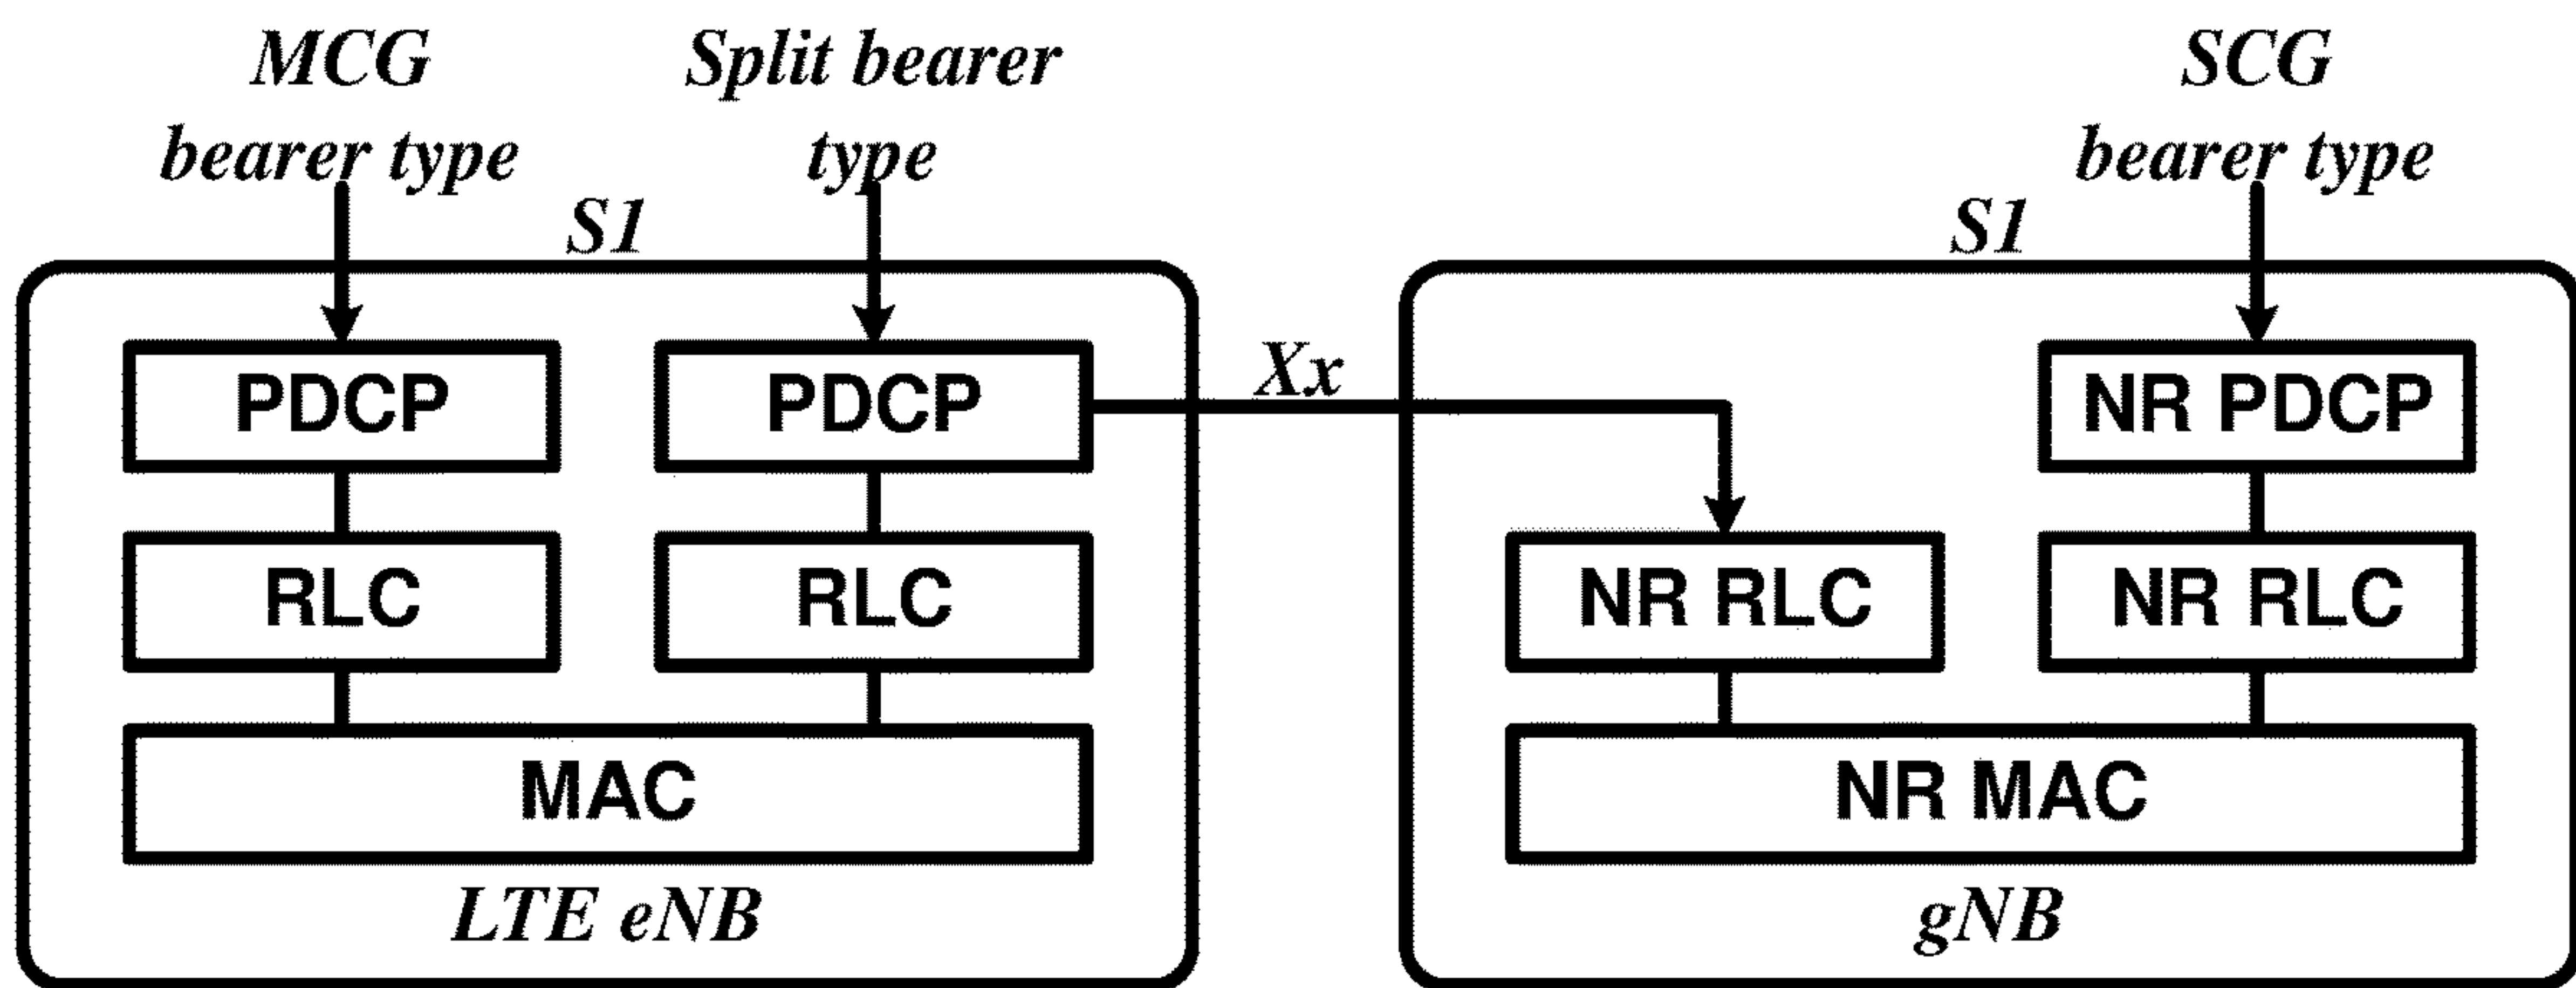 MCG
bearer type
Split bearer
type
SCG
bearer type
S1
S1
PDCP
PDCP
Xx
NR PDCP
RLC
RLC
NR RLC
NR RLC
MAC
NR MAC
LTE eNB
gNB